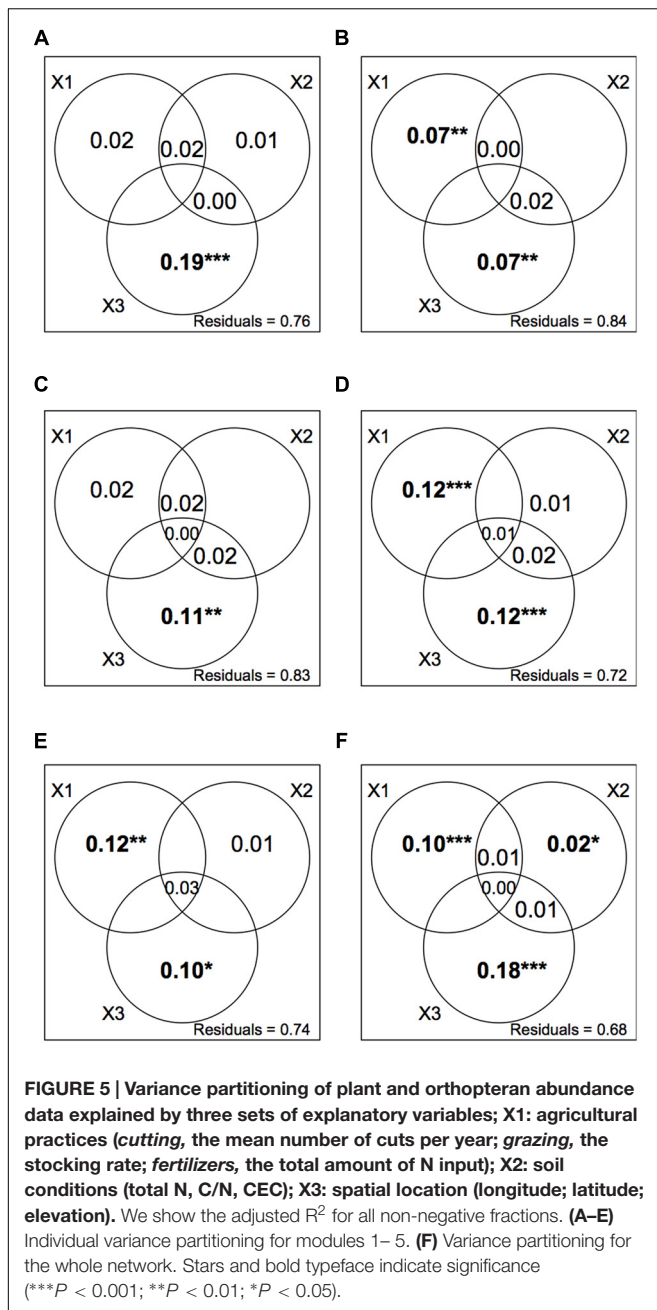 A
B
X1
X2
X1
X2
0.02
0.02
0.01
0.00
0.19***
X3
Residuals = 0.76
0.07**
0.00
0.02
0.07**
X3
Residuals = 0.84
C
D
X1
X2
X1
X2
0.02
0.02
0.00
0.02
0.11**
X3
Residuals = 0.83
0.12***
0.01
0.01
0.02
0.12***
X3
Residuals = 0.72
E
F
X1
X2
X1
X2
0.12**
0.01
0.03
0.10*
X3
Residuals = 0.74
0.10***
0.01
0.02*
0.00
0.01
0.18***
X3
Residuals = 0.68
FIGURE 5 | Variance partitioning of plant and orthopteran abundance
data explained by three sets of explanatory variables; X1: agricultural
practices (cutting, the mean number of cuts per year; grazing, the
stocking rate; fertilizers, the total amount of N input); X2: soil
conditions (total N, C/N, CEC); X3: spatial location (longitude; latitude;
elevation). We show the adjusted R² for all non-negative fractions. (A–E)
Individual variance partitioning for modules 1– 5. (F) Variance partitioning for
the whole network. Stars and bold typeface indicate significance
(***P < 0.001; **P < 0.01; *P < 0.05).